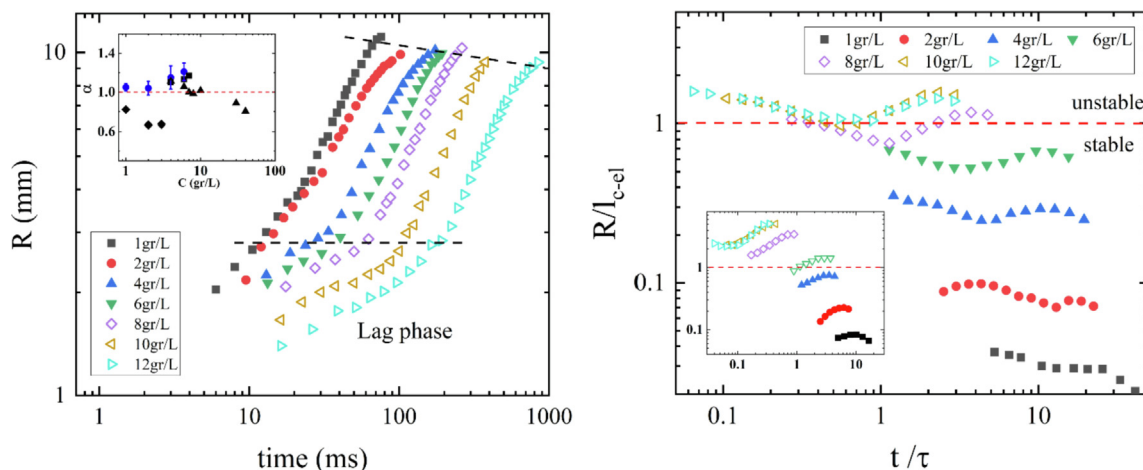 R (mm)
10
1
1.4
1.0
0.6
α
1
10
100
C (gr/L)
1gr/L
2gr/L
4gr/L
6gr/L
8gr/L
10gr/L
12gr/L
Lag phase
1 10 100 1000
time (ms)
R/lc-el
1
0.1
1gr/L 2gr/L 4gr/L 6gr/L
8gr/L 10gr/L 12gr/L
unstable
stable
1
0.1
0.1 1 10
0.1 1 10
t /τ